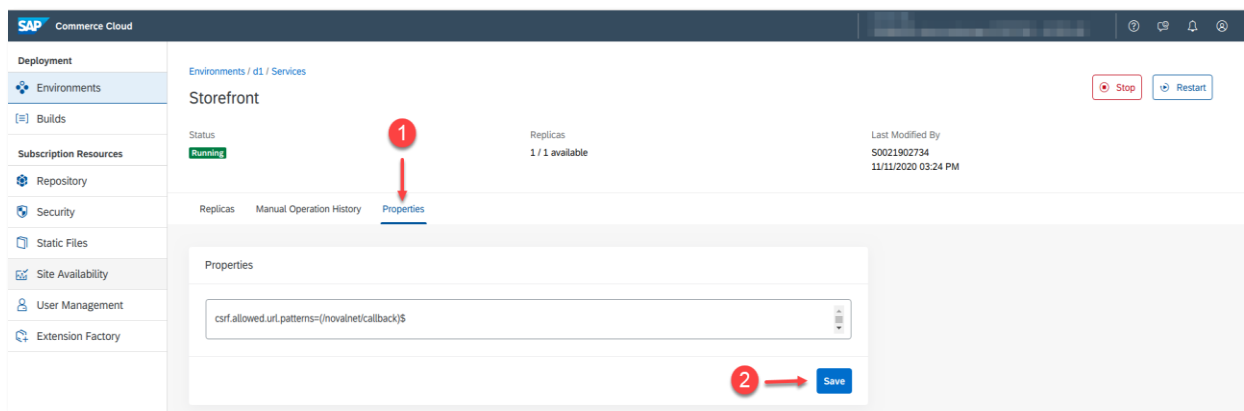 SAP Commerce Cloud
Deployment
Environments
Builds
Subscription Resources
Repository
Security
Static Files
Site Availability
User Management
Extension Factory
Environments / d1 / Services
Storefront
Stop
Restart
Status
Running
Replicas
1 / 1 available
Last Modified By
S0021902734
11/11/2020 03:24 PM
1
Replicas Manual Operation History Properties
Properties
csrf.allowed.url.patterns=(/novalnet/callback)$
2
Save